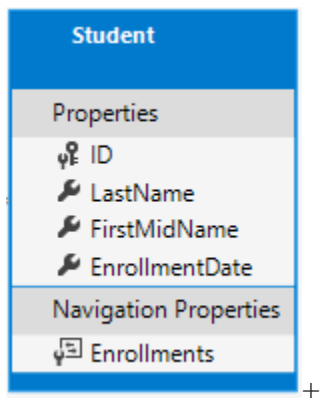 Student
Properties
ID
LastName
FirstMidName
EnrollmentDate
Navigation Properties
Enrollments
+